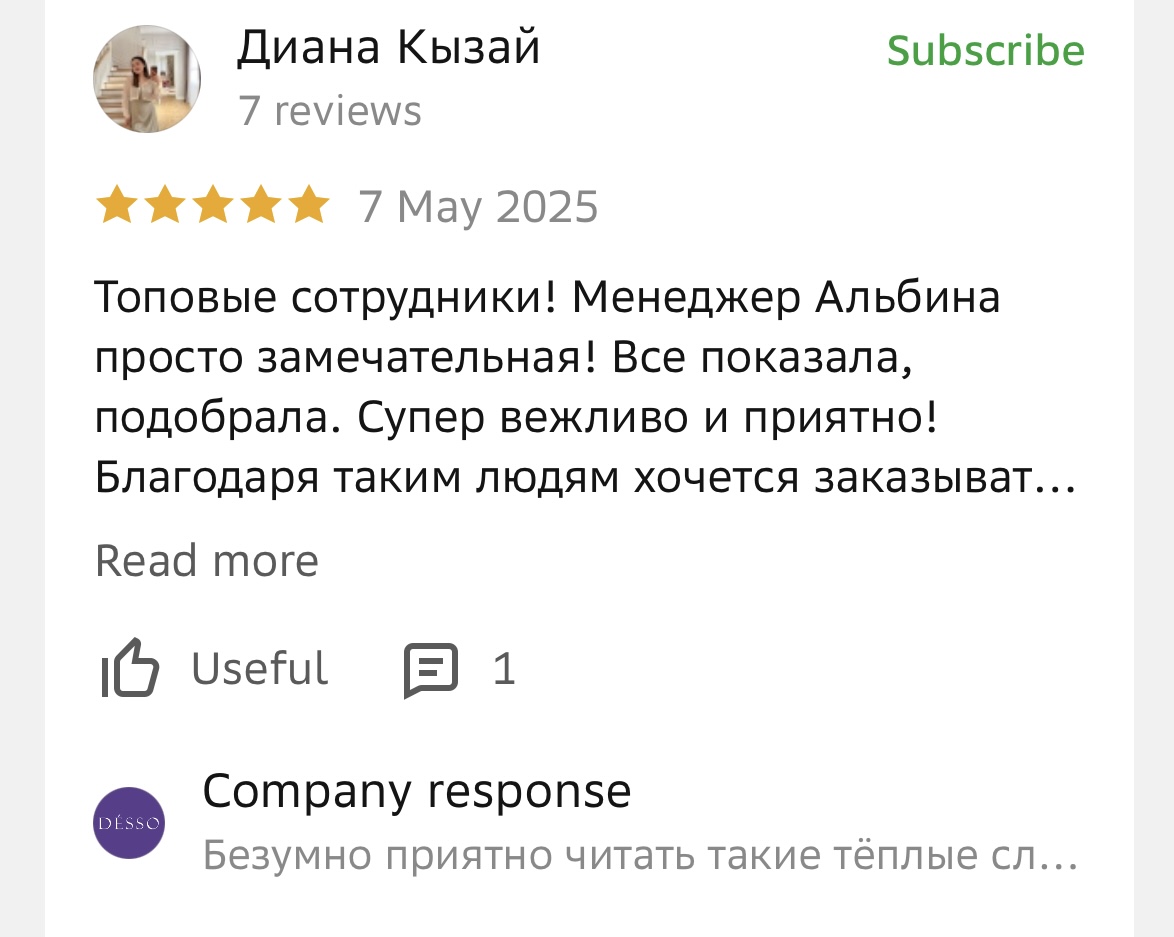 Диана Кызай
Subscribe
7 reviews
7 May 2025
Топовые сотрудники! Менеджер Альбина
просто замечательная! Все показала,
подобрала. Супер вежливо и приятно!
Благодаря таким людям хочется заказыват...
Read more
Useful
1
Company response
DÉSSO
Безумно приятно читать такие тёплые сл...